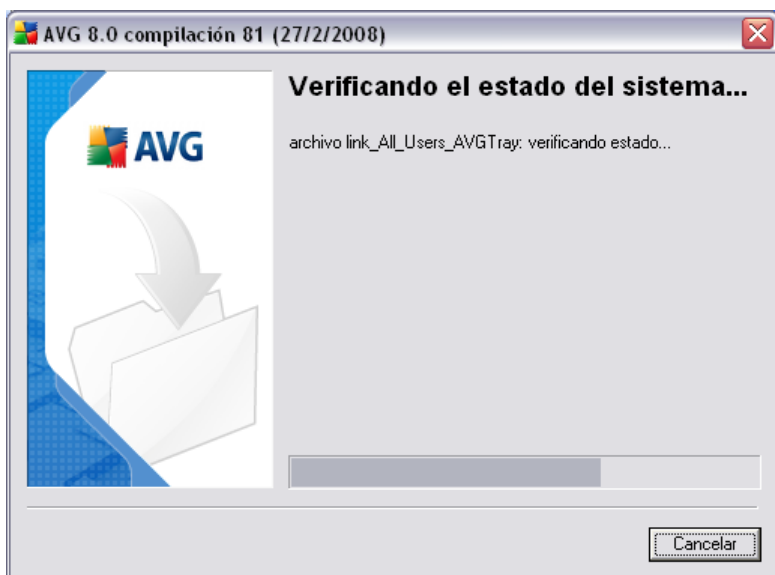 AVG 8.0 compilación 81 (27/2/2008)
AVG
Verificando el estado del sistema...
archivo link_All_Users_AVGTray: verificando estado...
Cancelar